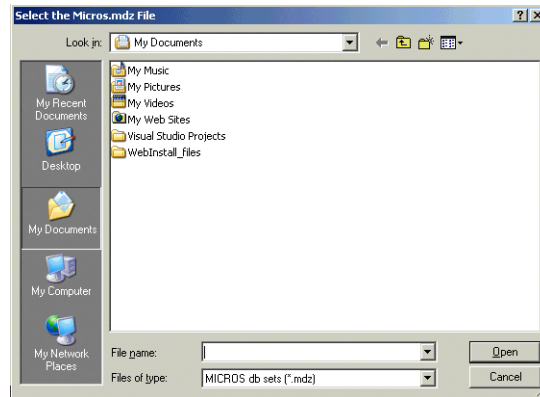 Select the Micros.mdz File
Look in:
My Documents
My Recent
Documents
Desktop
My Documents
My Computer
My Network
Places
My Music
My Pictures
My Videos
My Web Sites
Visual Studio Projects
WebInstall_files
File name:
Open
Files of type:
MICROS db sets (*.mdz)
Cancel